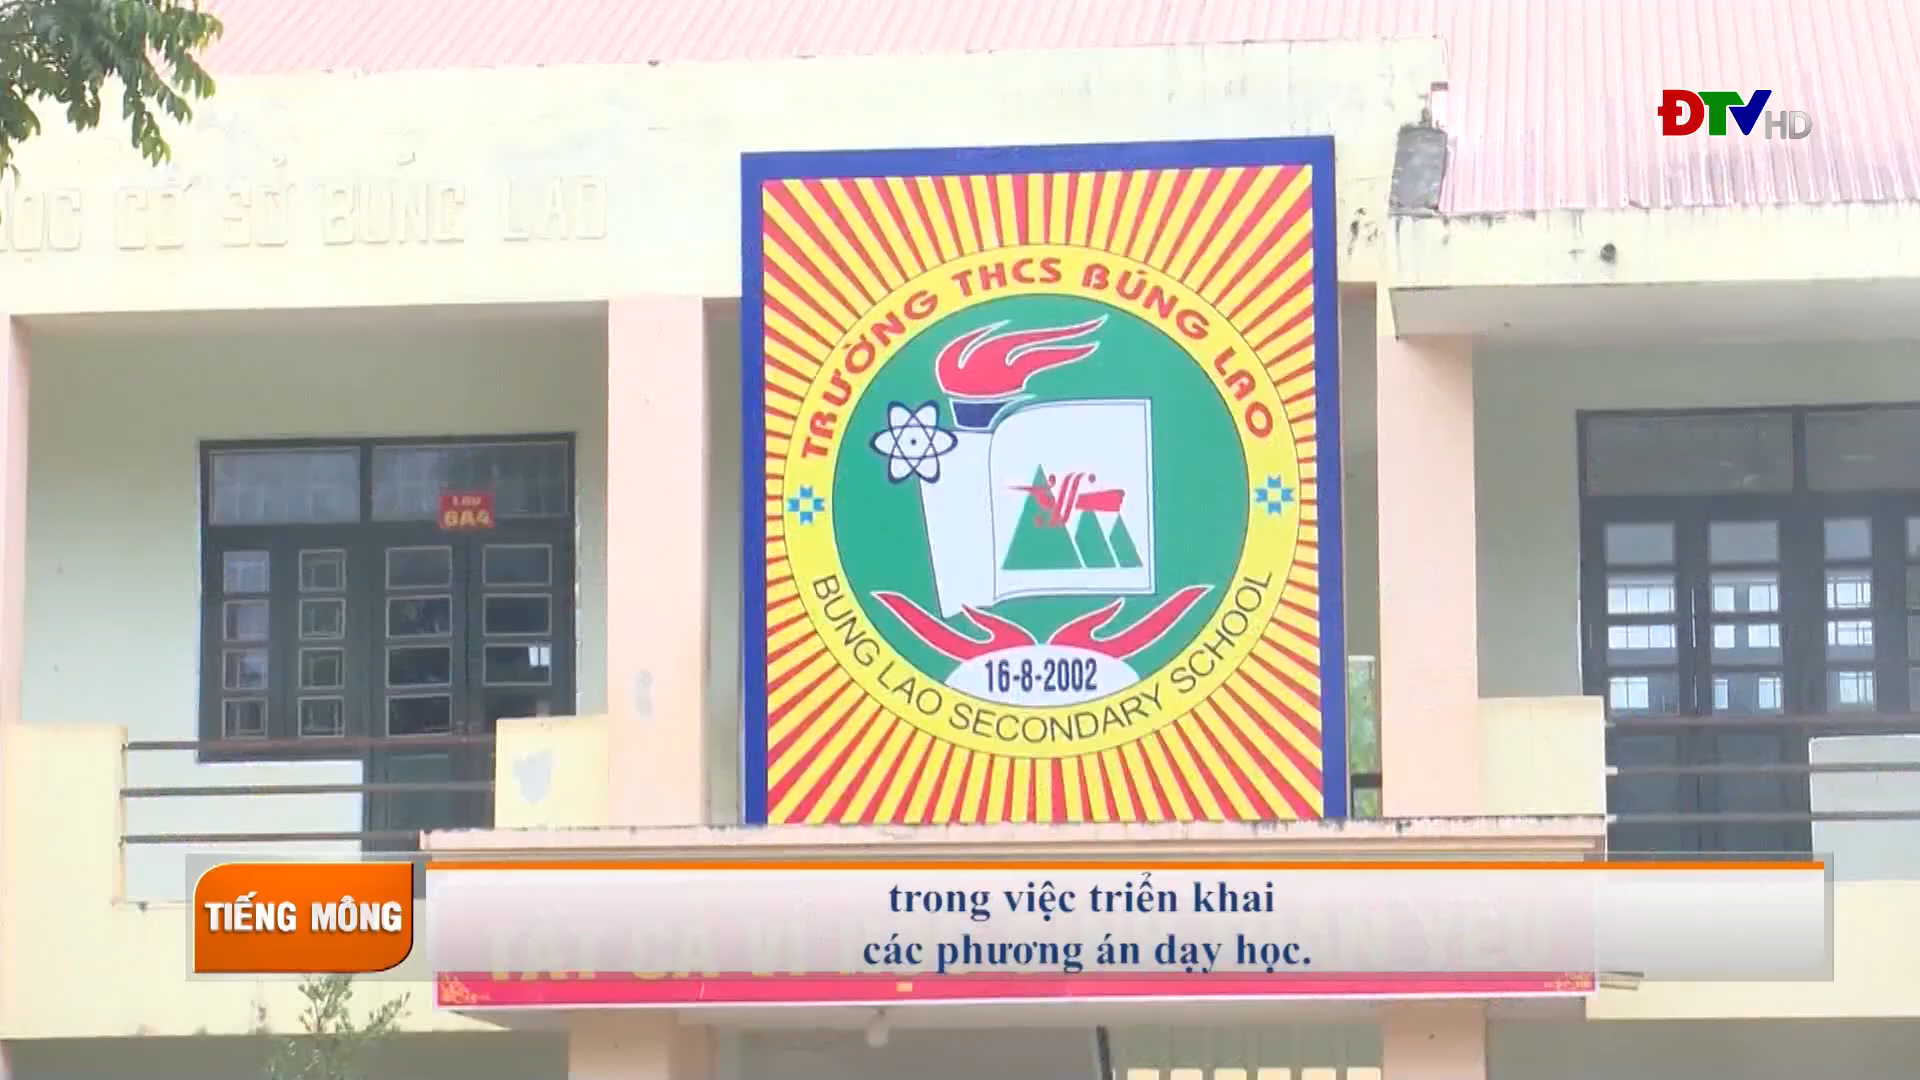 ĐTV HD
HỌC CƠ SỞ BÚNG LAO
TRƯỜNG THCS BÚNG LAO
LỚP
6A4
16-8-2002
BUNG LAO SECONDARY SCHOOL
TIẾNG MÔNG
trong việc triển khai
các phương án dạy học.